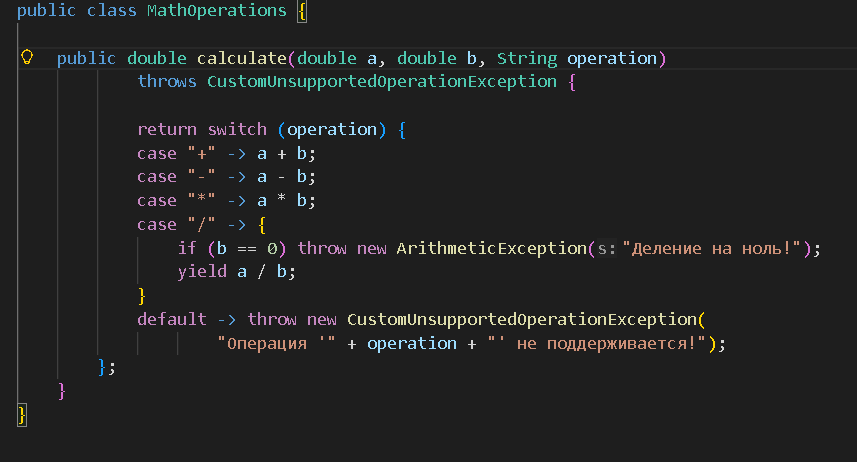 public class MathOperations {
public double calculate(double a, double b, String operation)
throws CustomUnsupportedOperationException {
return switch (operation) {
case "+" -> a + b;
case "-" -> a - b;
case "*" -> a * b;
case "/" -> {
if (b == 0) throw new ArithmeticException(s: "Деление на ноль!");
yield a / b;
}
default -> throw new CustomUnsupportedOperationException(
"Операция '" + operation + "' не поддерживается!");
};
}
}